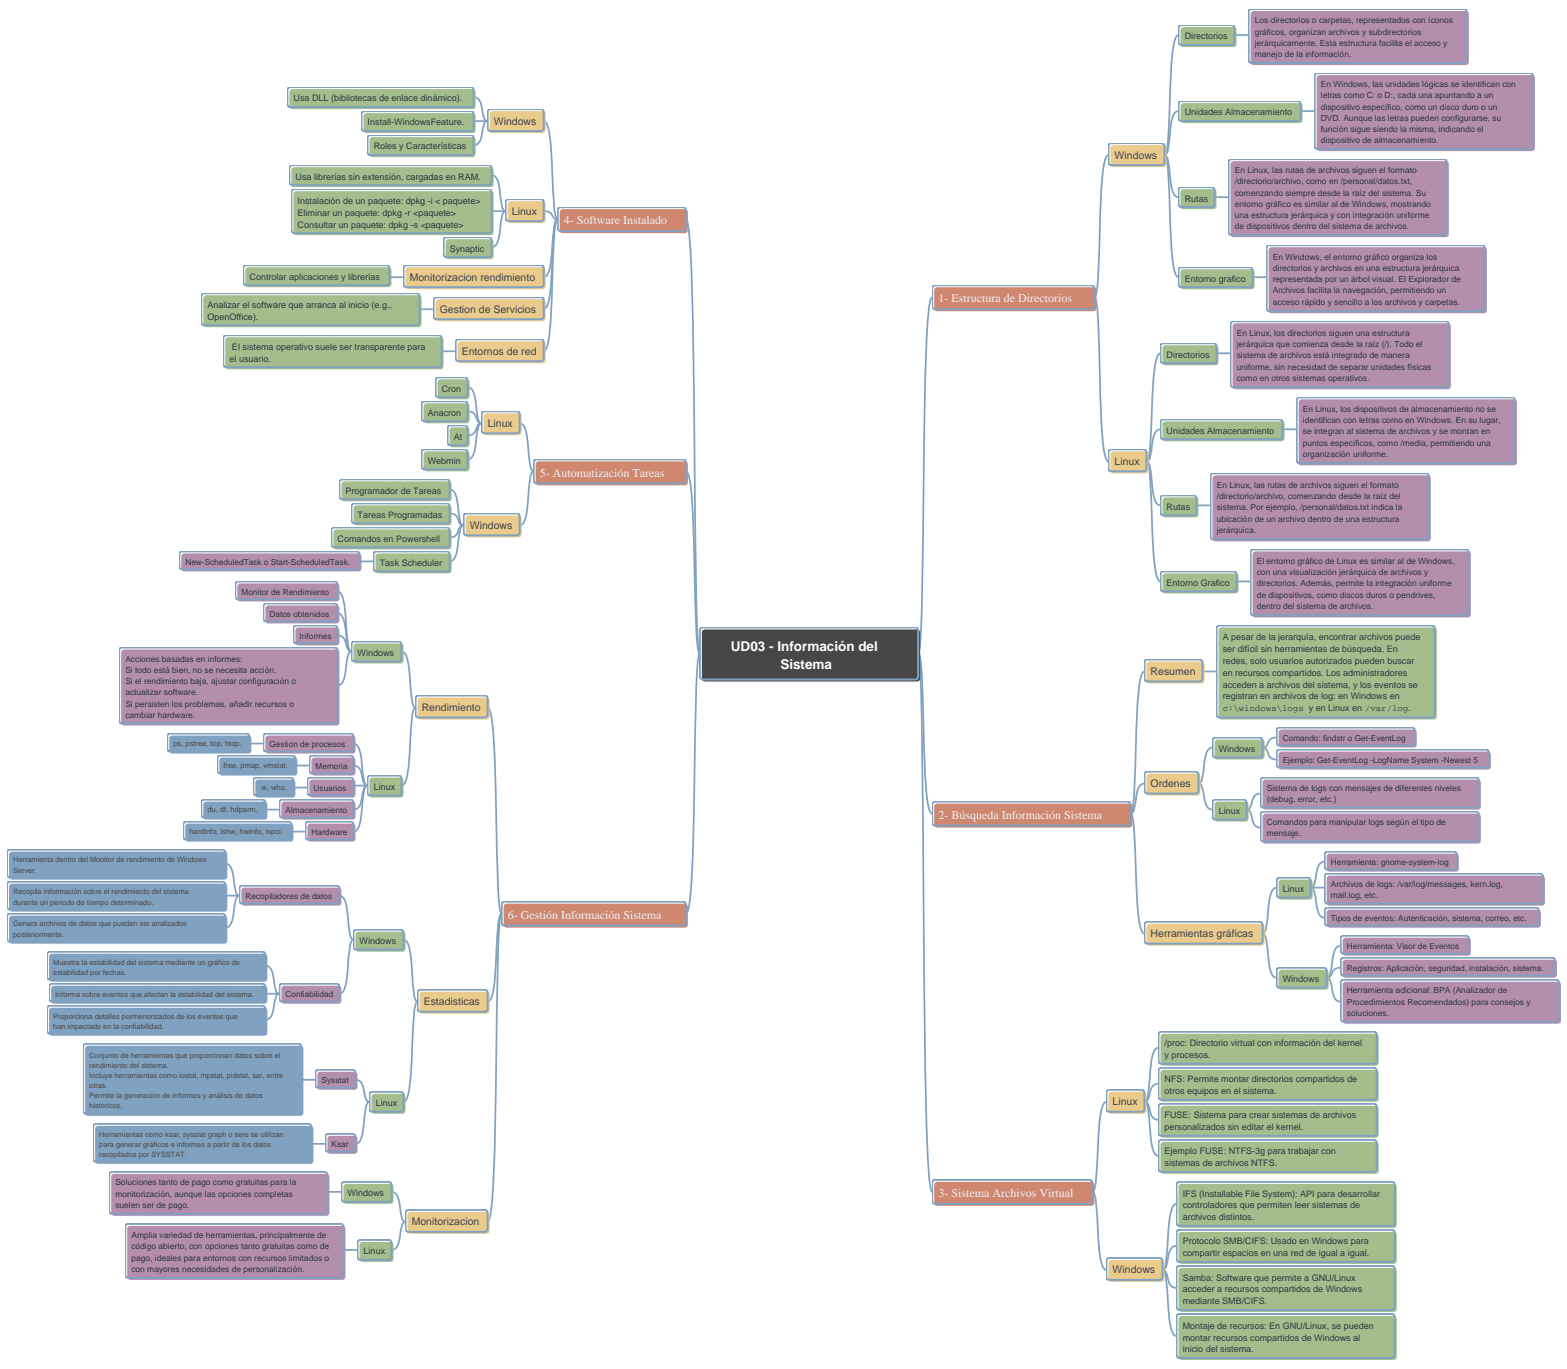 UD03 - Información del
Sistema
1- Estructura de Directorios
Windows
Directorios
Los directorios o carpetas, representados con íconos
gráficos, organizan archivos y subdirectorios
jerárquicamente. Esta estructura facilita el acceso y
manejo de la información.
Unidades Almacenamiento
En Windows, las unidades lógicas se identifican con
letras como C: o D:, cada una apuntando a un
dispositivo específico, como un disco duro o un
DVD. Aunque las letras pueden configurarse, su
función sigue siendo la misma, indicando el
dispositivo de almacenamiento.
Rutas
En Linux, las rutas de archivos siguen el formato
/directorio/archivo, como en /personal/datos.txt,
comenzando siempre desde la raíz del sistema. Su
entorno gráfico es similar al de Windows, mostrando
una estructura jerárquica y con integración uniforme
de dispositivos dentro del sistema de archivos.
Entorno grafico
En Windows, el entorno gráfico organiza los
directorios y archivos en una estructura jerárquica
representada por un árbol visual. El Explorador de
Archivos facilita la navegación, permitiendo un
acceso rápido y sencillo a los archivos y carpetas.
Linux
Directorios
En Linux, los directorios siguen una estructura
jerárquica que comienza desde la raíz (/). Todo el
sistema de archivos está integrado de manera
uniforme, sin necesidad de separar unidades físicas
como en otros sistemas operativos.
Unidades Almacenamiento
En Linux, los dispositivos de almacenamiento no se
identifican con letras como en Windows. En su lugar,
se integran al sistema de archivos y se montan en
puntos específicos, como /media, permitiendo una
organización uniforme.
Rutas
En Linux, las rutas de archivos siguen el formato
/directorio/archivo, comenzando desde la raíz del
sistema. Por ejemplo, /personal/datos.txt indica la
ubicación de un archivo dentro de una estructura
jerárquica.
Entorno Grafico
El entorno gráfico de Linux es similar al de Windows,
con una visualización jerárquica de archivos y
directorios. Además, permite la integración uniforme
de dispositivos, como discos duros o pendrives,
dentro del sistema de archivos.
2- Búsqueda Información Sistema
Resumen
A pesar de la jerarquía, encontrar archivos puede
ser difícil sin herramientas de búsqueda. En
redes, solo usuarios autorizados pueden buscar
en recursos compartidos. Los administradores
acceden a archivos del sistema, y los eventos se
registran en archivos de log: en Windows en
c:\windows\logs y en Linux en /var/log.
Ordenes
Windows
Comando: findstr o Get-EventLog
Ejemplo: Get-EventLog -LogName System -Newest 5
Linux
Sistema de logs con mensajes de diferentes niveles
(debug, error, etc.)
Comandos para manipular logs según el tipo de
mensaje.
Herramientas gráficas
Linux
Herramienta: gnome-system-log
Archivos de logs: /var/log/messages, kern.log,
mail.log, etc.
Tipos de eventos: Autenticación, sistema, correo, etc.
Windows
Herramienta: Visor de Eventos
Registros: Aplicación, seguridad, instalación, sistema.
Herramienta adicional: BPA (Analizador de
Procedimientos Recomendados) para consejos y
soluciones.
3- Sistema Archivos Virtual
Linux
/proc: Directorio virtual con información del kernel
y procesos.
NFS: Permite montar directorios compartidos de
otros equipos en el sistema.
FUSE: Sistema para crear sistemas de archivos
personalizados sin editar el kernel.
Ejemplo FUSE: NTFS-3g para trabajar con
sistemas de archivos NTFS.
Windows
IFS (Installable File System): API para desarrollar
controladores que permiten leer sistemas de
archivos distintos.
Protocolo SMB/CIFS: Usado en Windows para
compartir espacios en una red de igual a igual.
Samba: Software que permite a GNU/Linux
acceder a recursos compartidos de Windows
mediante SMB/CIFS.
Montaje de recursos: En GNU/Linux, se pueden
montar recursos compartidos de Windows al
inicio del sistema.
4- Software Instalado
Windows
Usa DLL (bibliotecas de enlace dinámico).
Install-WindowsFeature.
Roles y Características
Linux
Usa librerías sin extensión, cargadas en RAM.
Instalación de un paquete: dpkg -i < paquete>
Eliminar un paquete: dpkg -r <paquete>
Consultar un paquete: dpkg -s <paquete>
Synaptic
Monitorizacion rendimiento
Controlar aplicaciones y librerías
Gestion de Servicios
Analizar el software que arranca al inicio (e.g.,
OpenOffice).
Entornos de red
El sistema operativo suele ser transparente para
el usuario.
5- Automatización Tareas
Linux
Cron
Anacron
At
Webmin
Windows
Programador de Tareas
Tareas Programadas
Comandos en Powershell
Task Scheduler
New-ScheduledTask o Start-ScheduledTask.
6- Gestión Información Sistema
Rendimiento
Windows
Monitor de Rendimiento
Datos obtenidos
Informes
Acciones basadas en informes:
Si todo está bien, no se necesita acción.
Si el rendimiento baja, ajustar configuración o
actualizar software.
Si persisten los problemas, añadir recursos o
cambiar hardware.
Linux
Gestion de procesos
ps, pstree, top, htop.
Memoria
free, pmap, vmstat.
Usuarios
w, who.
Almacenamiento
du, df, hdparm.
Hardware
hardinfo, lshw, hwinfo, lspci.
Estadisticas
Windows
Recopiladores de datos
Herramienta dentro del Monitor de rendimiento de Windows
Server.
Recopila información sobre el rendimiento del sistema
durante un período de tiempo determinado.
Genera archivos de datos que pueden ser analizados
posteriormente.
Confiabilidad
Muestra la estabilidad del sistema mediante un gráfico de
estabilidad por fechas.
Informa sobre eventos que afectan la estabilidad del sistema.
Proporciona detalles pormenorizados de los eventos que
han impactado en la confiabilidad.
Linux
Sysstat
Conjunto de herramientas que proporcionan datos sobre el
rendimiento del sistema.
Incluye herramientas como iostat, mpstat, pidstat, sar, entre
otras.
Permite la generación de informes y análisis de datos
históricos.
Ksar
Herramientas como ksar, sysstat graph o sere se utilizan
para generar gráficos e informes a partir de los datos
recopilados por SYSSTAT.
Monitorizacion
Windows
Soluciones tanto de pago como gratuitas para la
monitorización, aunque las opciones completas
suelen ser de pago.
Linux
Amplia variedad de herramientas, principalmente de
código abierto, con opciones tanto gratuitas como de
pago, ideales para entornos con recursos limitados o
con mayores necesidades de personalización.